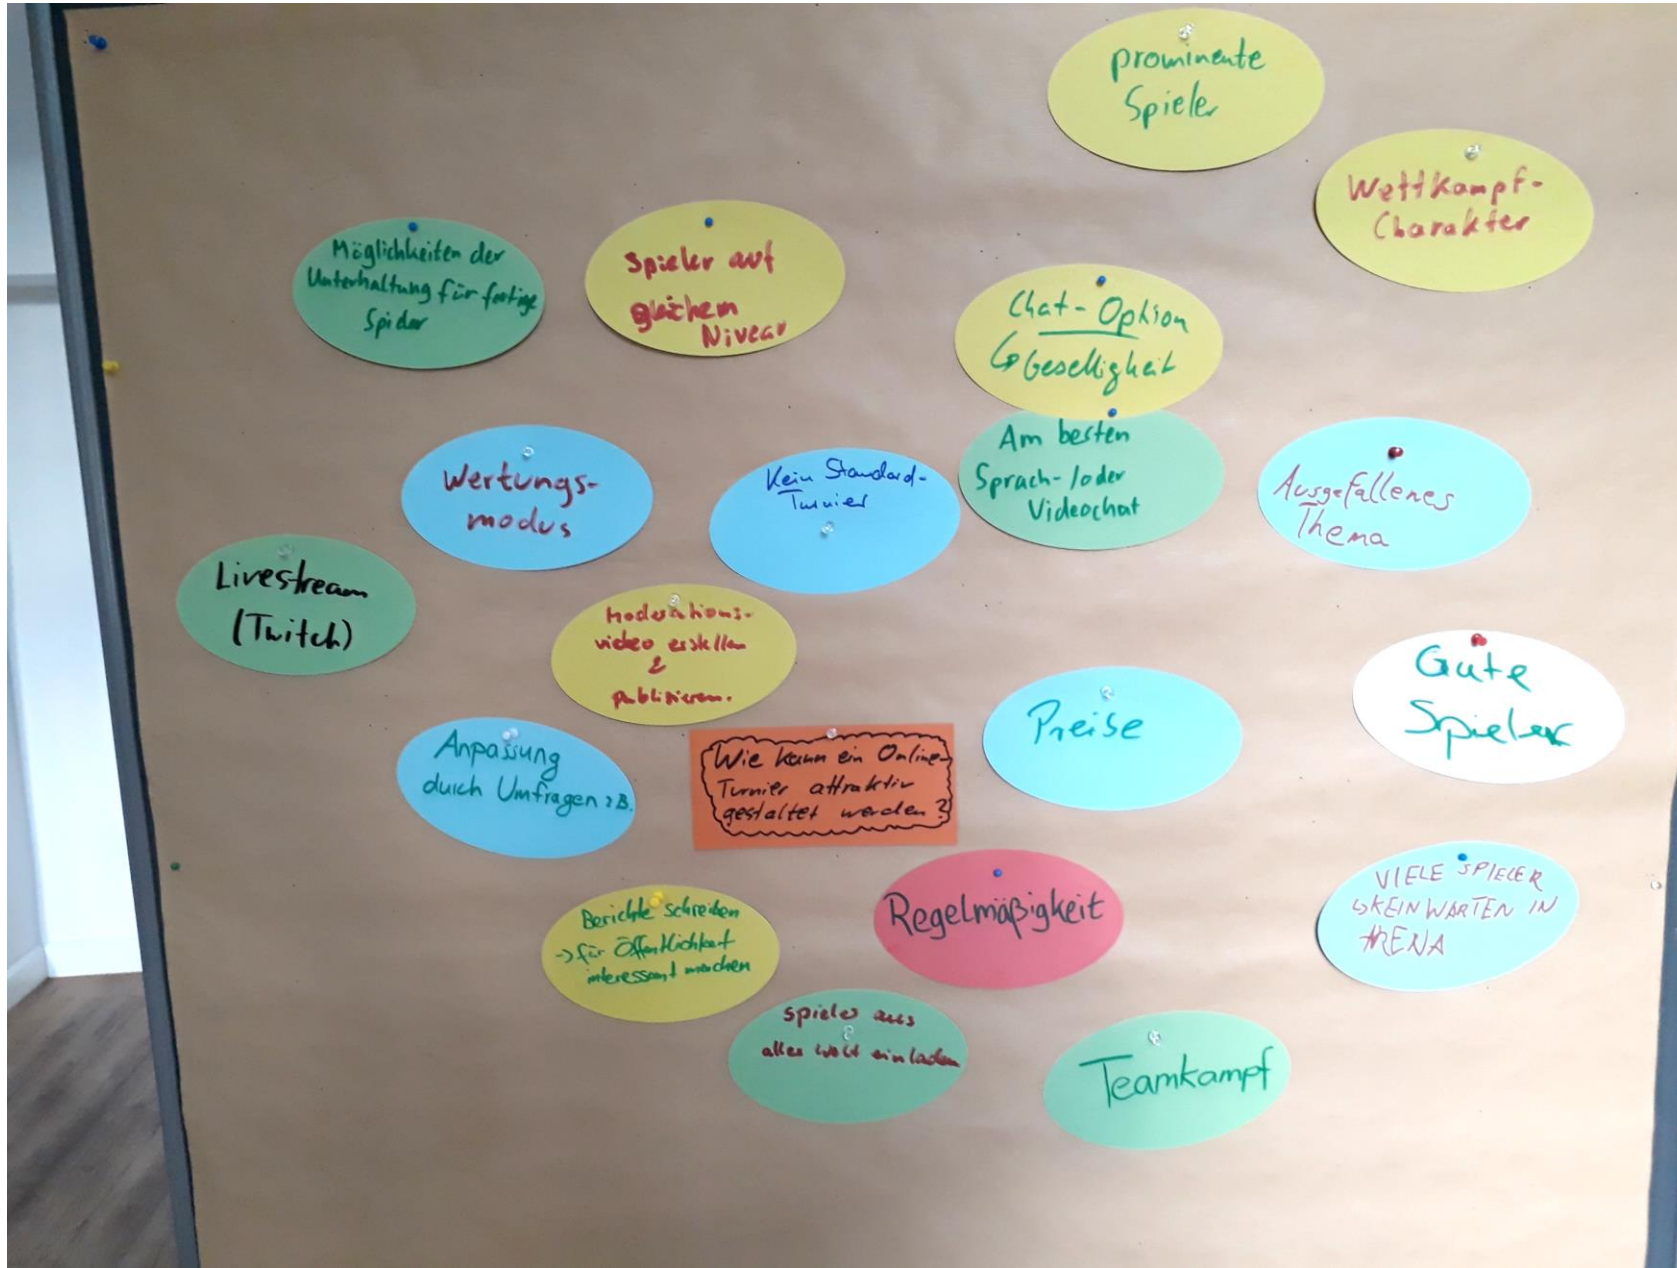 prominente
Spieler
Wettkampf-
Charakter
Möglichkeiten der
Unterhaltung für fertige
Spieler
Spieler auf
gleichem
Niveau
Chat-Option
↳ Geselligkeit
Am besten
Sprach-/oder
Videochat
Wertungs-
modus
Kein Standard-
Turnier
Ausgefallenes
Thema
Livestream
(Twitch)
Moderations-
video erstellen
&
publizieren.
Gute
Spieler
Preise
Anpassung
durch Umfragen z.B.
Wie kann ein Online-
Turnier attraktiv
gestaltet werden?
VIELE SPIELER
↳ KEIN WARTEN IN
ARENA
Regelmäßigkeit
Berichte schreiben
-> für Öffentlichkeit
interessant machen
Spieler aus
aller Welt einladen
Teamkampf